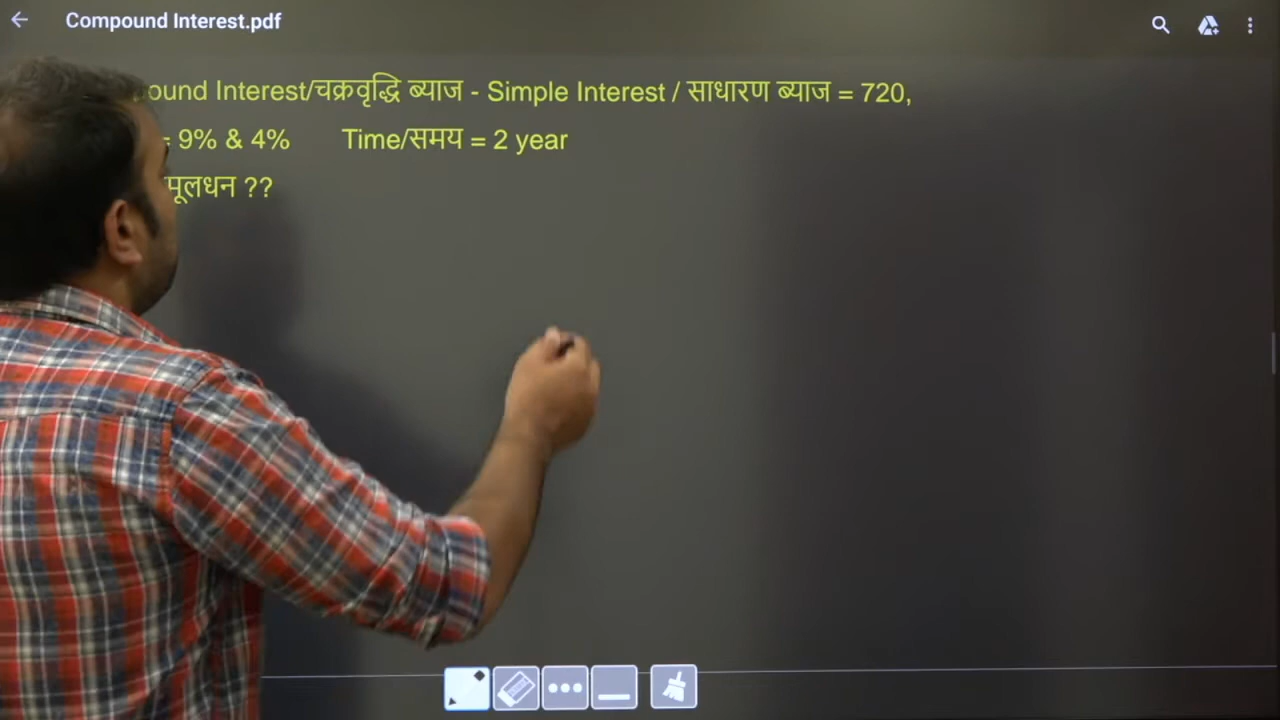 Compound Interest.pdf
ound Interest/चक्रवृद्धि ब्याज - Simple Interest / साधारण ब्याज = 720,
= 9% & 4% Time/समय = 2 year
मूलधन ??